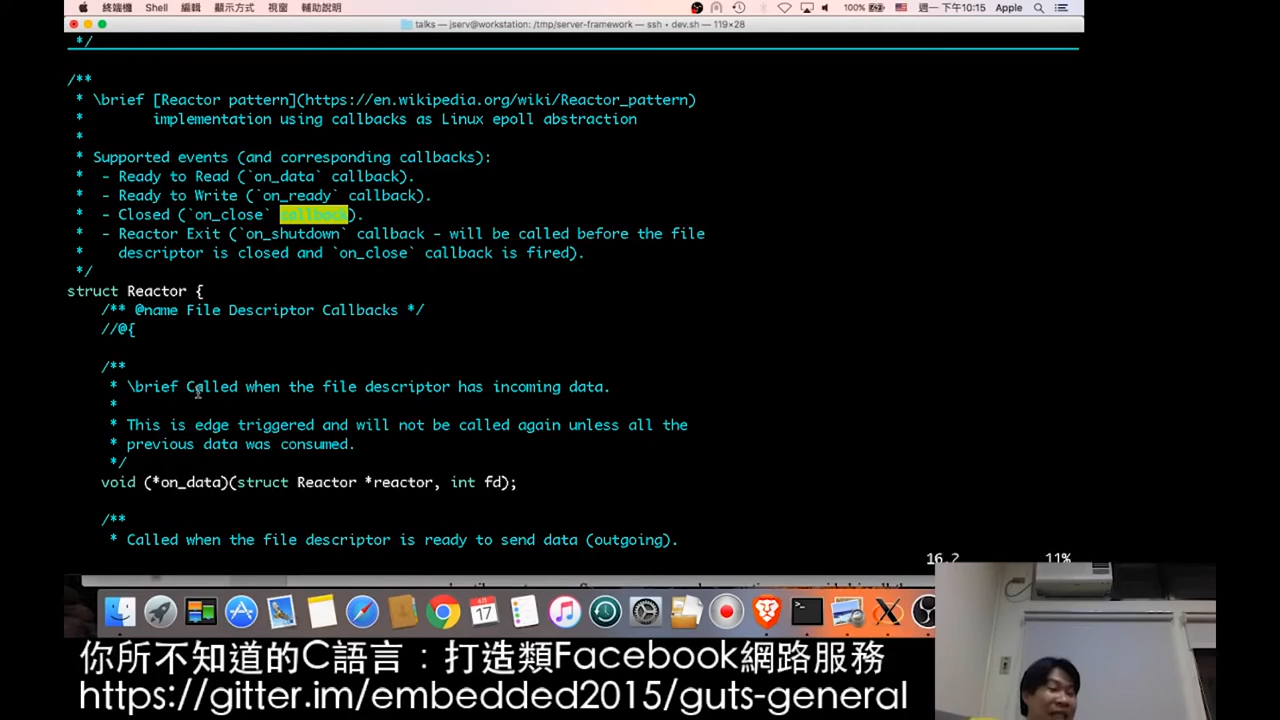 終端機 Shell 編輯 顯示方式 視窗 輔助說明 100% 週一 下午10:15 Apple
talks — jserv@workstation: /tmp/server-framework — ssh • dev.sh — 119×28
*/
/**
* \brief [Reactor pattern](https://en.wikipedia.org/wiki/Reactor_pattern)
* implementation using callbacks as Linux epoll abstraction
*
* Supported events (and corresponding callbacks):
* - Ready to Read (`on_data` callback).
* - Ready to Write (`on_ready` callback).
* - Closed (`on_close` callback).
* - Reactor Exit (`on_shutdown` callback - will be called before the file
* descriptor is closed and `on_close` callback is fired).
*/
struct Reactor {
/** @name File Descriptor Callbacks */
//@{
/**
* \brief Called when the file descriptor has incoming data.
*
* This is edge triggered and will not be called again unless all the
* previous data was consumed.
*/
void (*on_data)(struct Reactor *reactor, int fd);
/**
* Called when the file descriptor is ready to send data (outgoing).
16,2 11%
17
你所不知道的C語言：打造類Facebook網路服務
https://gitter.im/embedded2015/guts-general